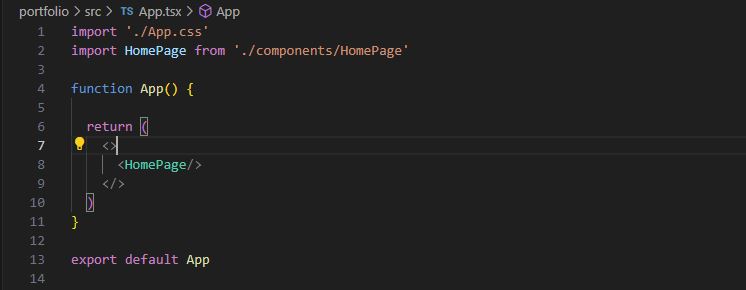 portfolio > src > TS App.tsx > App
1 import './App.css'
2 import HomePage from './components/HomePage'
3
4 function App() {
5
6   return (
7     <>
8       <HomePage/>
9     </>
10   )
11 }
12
13 export default App
14